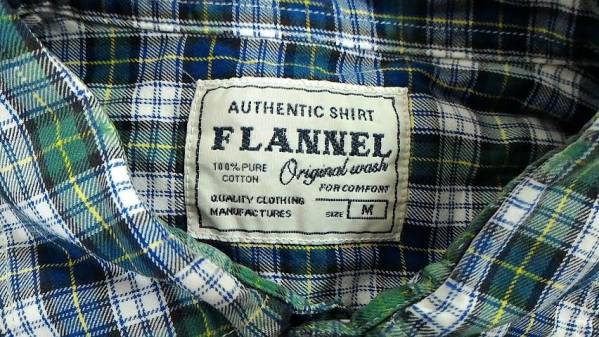 AUTHENTIC SHIRT
FLANNEL
100% PURE
COTTON
Original wash
FOR COMFORT
QUALITY CLOTHING
MANUFACTURES
SIZE M